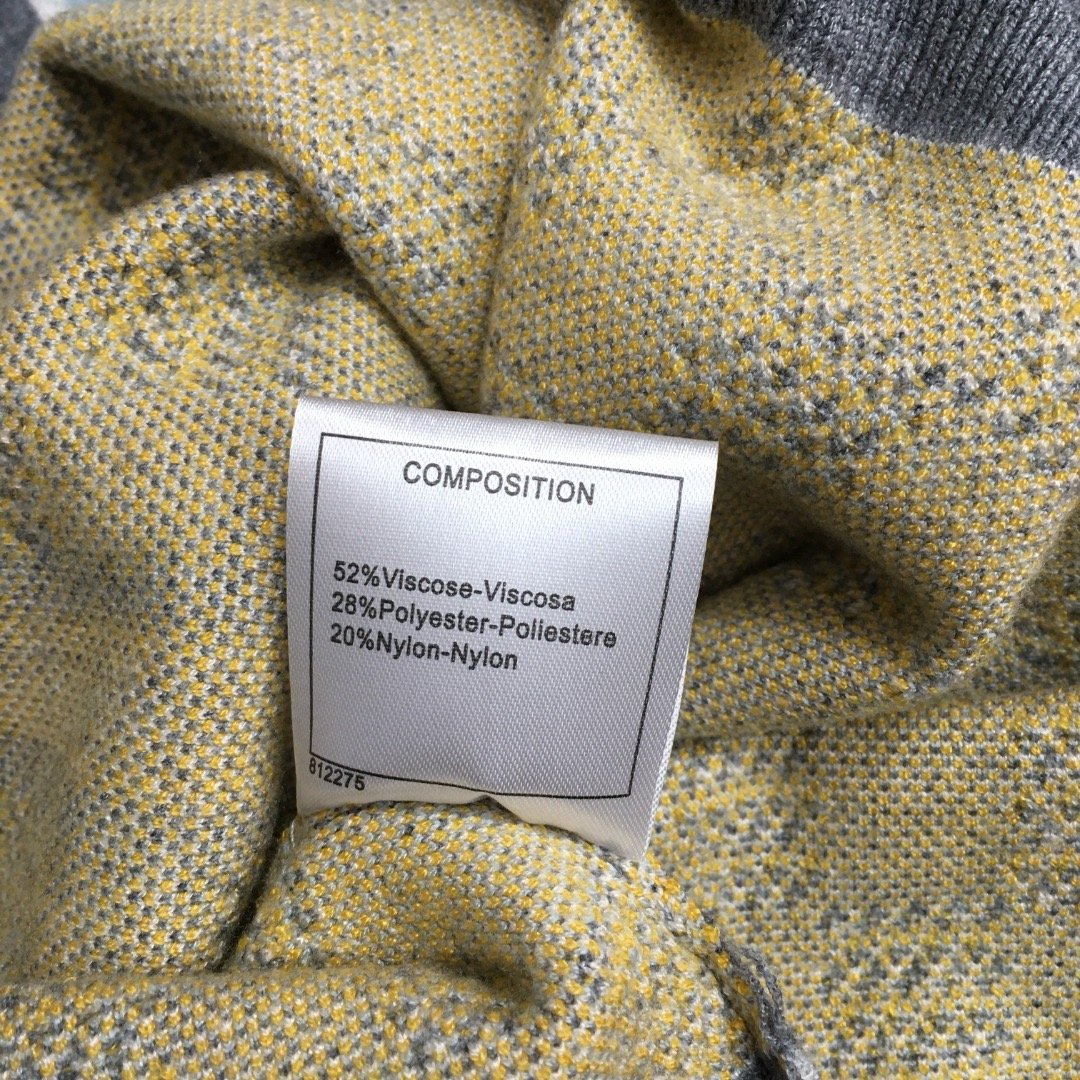 COMPOSITION
52%Viscose-Viscosa
28%Polyester-Poliestere
20%Nylon-Nylon
812275